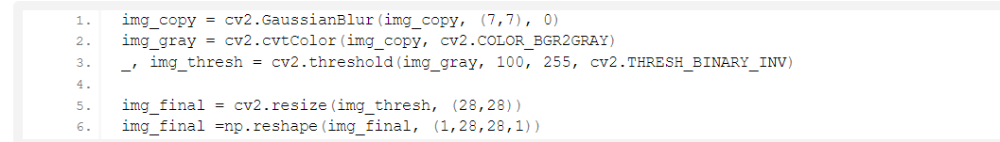 1. img_copy = cv2.GaussianBlur(img_copy, (7,7), 0)
2. img_gray = cv2.cvtColor(img_copy, cv2.COLOR_BGR2GRAY)
3. _, img_thresh = cv2.threshold(img_gray, 100, 255, cv2.THRESH_BINARY_INV)
4.
5. img_final = cv2.resize(img_thresh, (28,28))
6. img_final =np.reshape(img_final, (1,28,28,1))